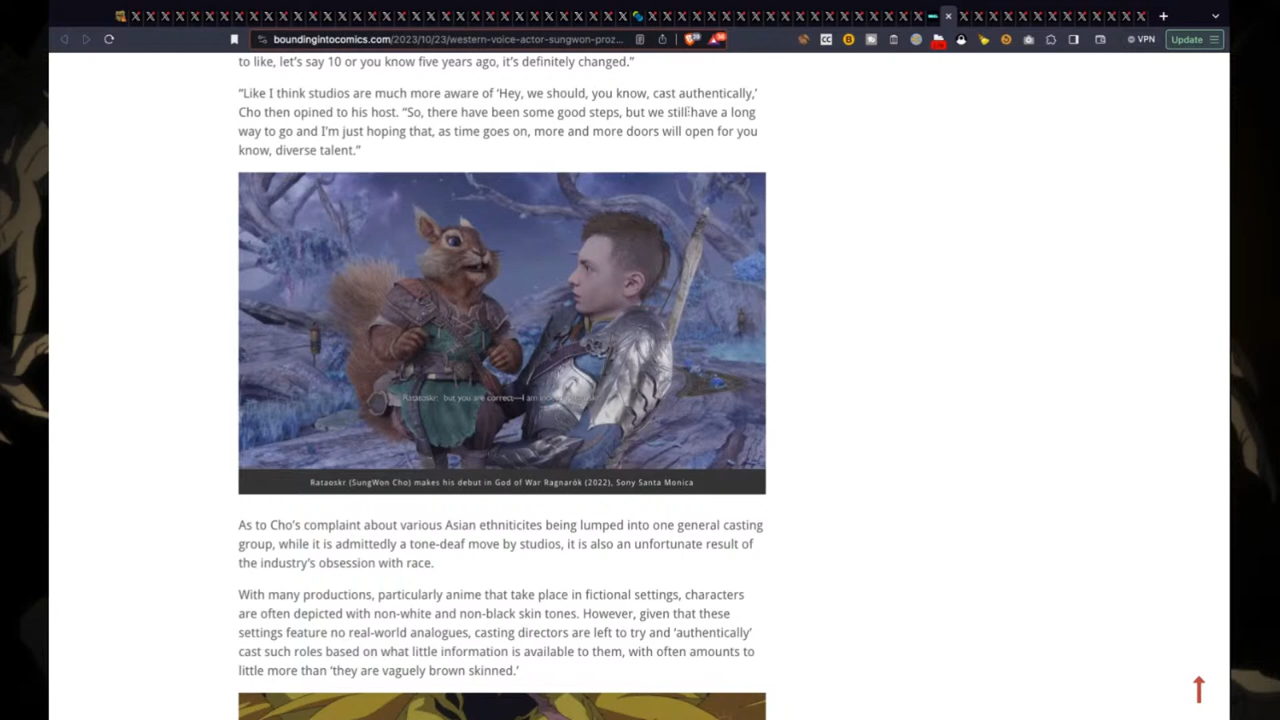 boundingintocomics.com/2023/10/23/western-voice-actor-sungwon-proz...
VPN
Update
to like, let’s say 10 or you know five years ago, it’s definitely changed.”
“Like I think studios are much more aware of ‘Hey, we should, you know, cast authentically,’
Cho then opined to his host. “So, there have been some good steps, but we still have a long
way to go and I'm just hoping that, as time goes on, more and more doors will open for you
know, diverse talent.”
Ratatoskr: but you are correct—I am
Rataoskr (SungWon Cho) makes his debut in God of War Ragnarök (2022), Sony Santa Monica
As to Cho’s complaint about various Asian ethniticites being lumped into one general casting
group, while it is admittedly a tone-deaf move by studios, it is also an unfortunate result of
the industry’s obsession with race.
With many productions, particularly anime that take place in fictional settings, characters
are often depicted with non-white and non-black skin tones. However, given that these
settings feature no real-world analogues, casting directors are left to try and ‘authentically’
cast such roles based on what little information is available to them, with often amounts to
little more than ‘they are vaguely brown skinned.’